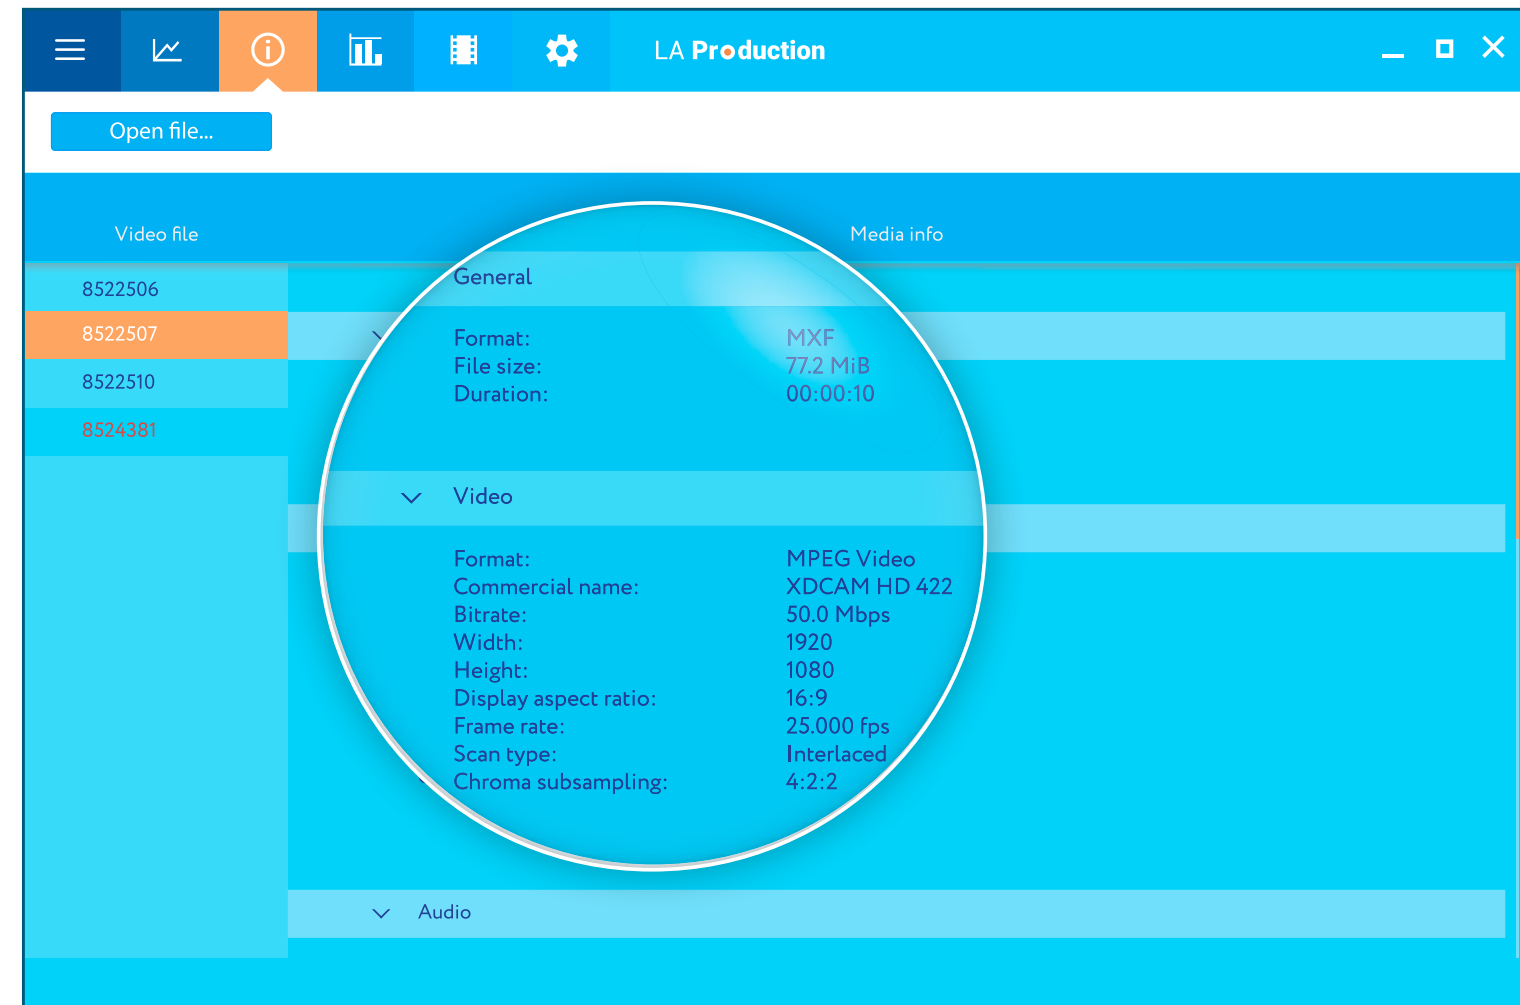 LA Production
Open file...
Video file
Media info
8522506
8522507
8522510
8524381
General
Format: MXF
File size: 77.2 MiB
Duration: 00:00:10
Video
Format: MPEG Video
Commercial name: XDCAM HD 422
Bitrate: 50.0 Mbps
Width: 1920
Height: 1080
Display aspect ratio: 16:9
Frame rate: 25.000 fps
Scan type: Interlaced
Chroma subsampling: 4:2:2
Audio